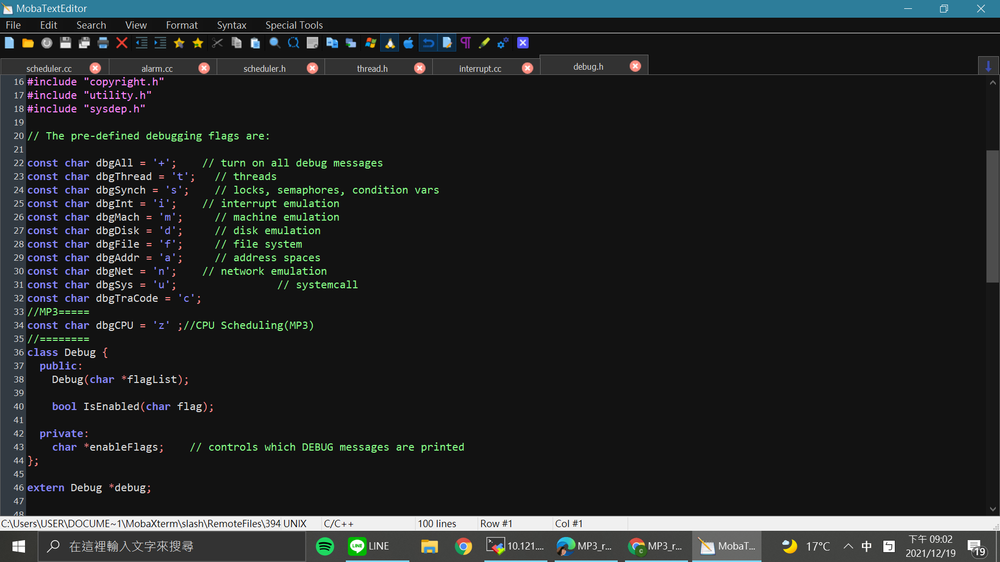 MobaTextEditor
File Edit Search View Format Syntax Special Tools
scheduler.cc alarm.cc scheduler.h thread.h interrupt.cc debug.h
16 #include "copyright.h"
17 #include "utility.h"
18 #include "sysdep.h"
19
20 // The pre-defined debugging flags are:
21
22 const char dbgAll = '+'; // turn on all debug messages
23 const char dbgThread = 't'; // threads
24 const char dbgSynch = 's'; // locks, semaphores, condition vars
25 const char dbgInt = 'i'; // interrupt emulation
26 const char dbgMach = 'm'; // machine emulation
27 const char dbgDisk = 'd'; // disk emulation
28 const char dbgFile = 'f'; // file system
29 const char dbgAddr = 'a'; // address spaces
30 const char dbgNet = 'n'; // network emulation
31 const char dbgSys = 'u'; // systemcall
32 const char dbgTraCode = 'c';
33 //MP3=====
34 const char dbgCPU = 'z' ;//CPU Scheduling(MP3)
35 //========
36 class Debug {
37 public:
38 Debug(char *flagList);
39
40 bool IsEnabled(char flag);
41
42 private:
43 char *enableFlags; // controls which DEBUG messages are printed
44 };
45
46 extern Debug *debug;
47
48
C:\Users\USER\DOCUME~1\MobaXterm\slash\RemoteFiles\394 UNIX C/C++ 100 lines Row #1 Col #1
在這裡輸入文字來搜尋 LINE LINE 10.121.... MP3_r... C MP3_r... MobaT... 17°C 中 ㄅ 下午 09:02
2021/12/19 19